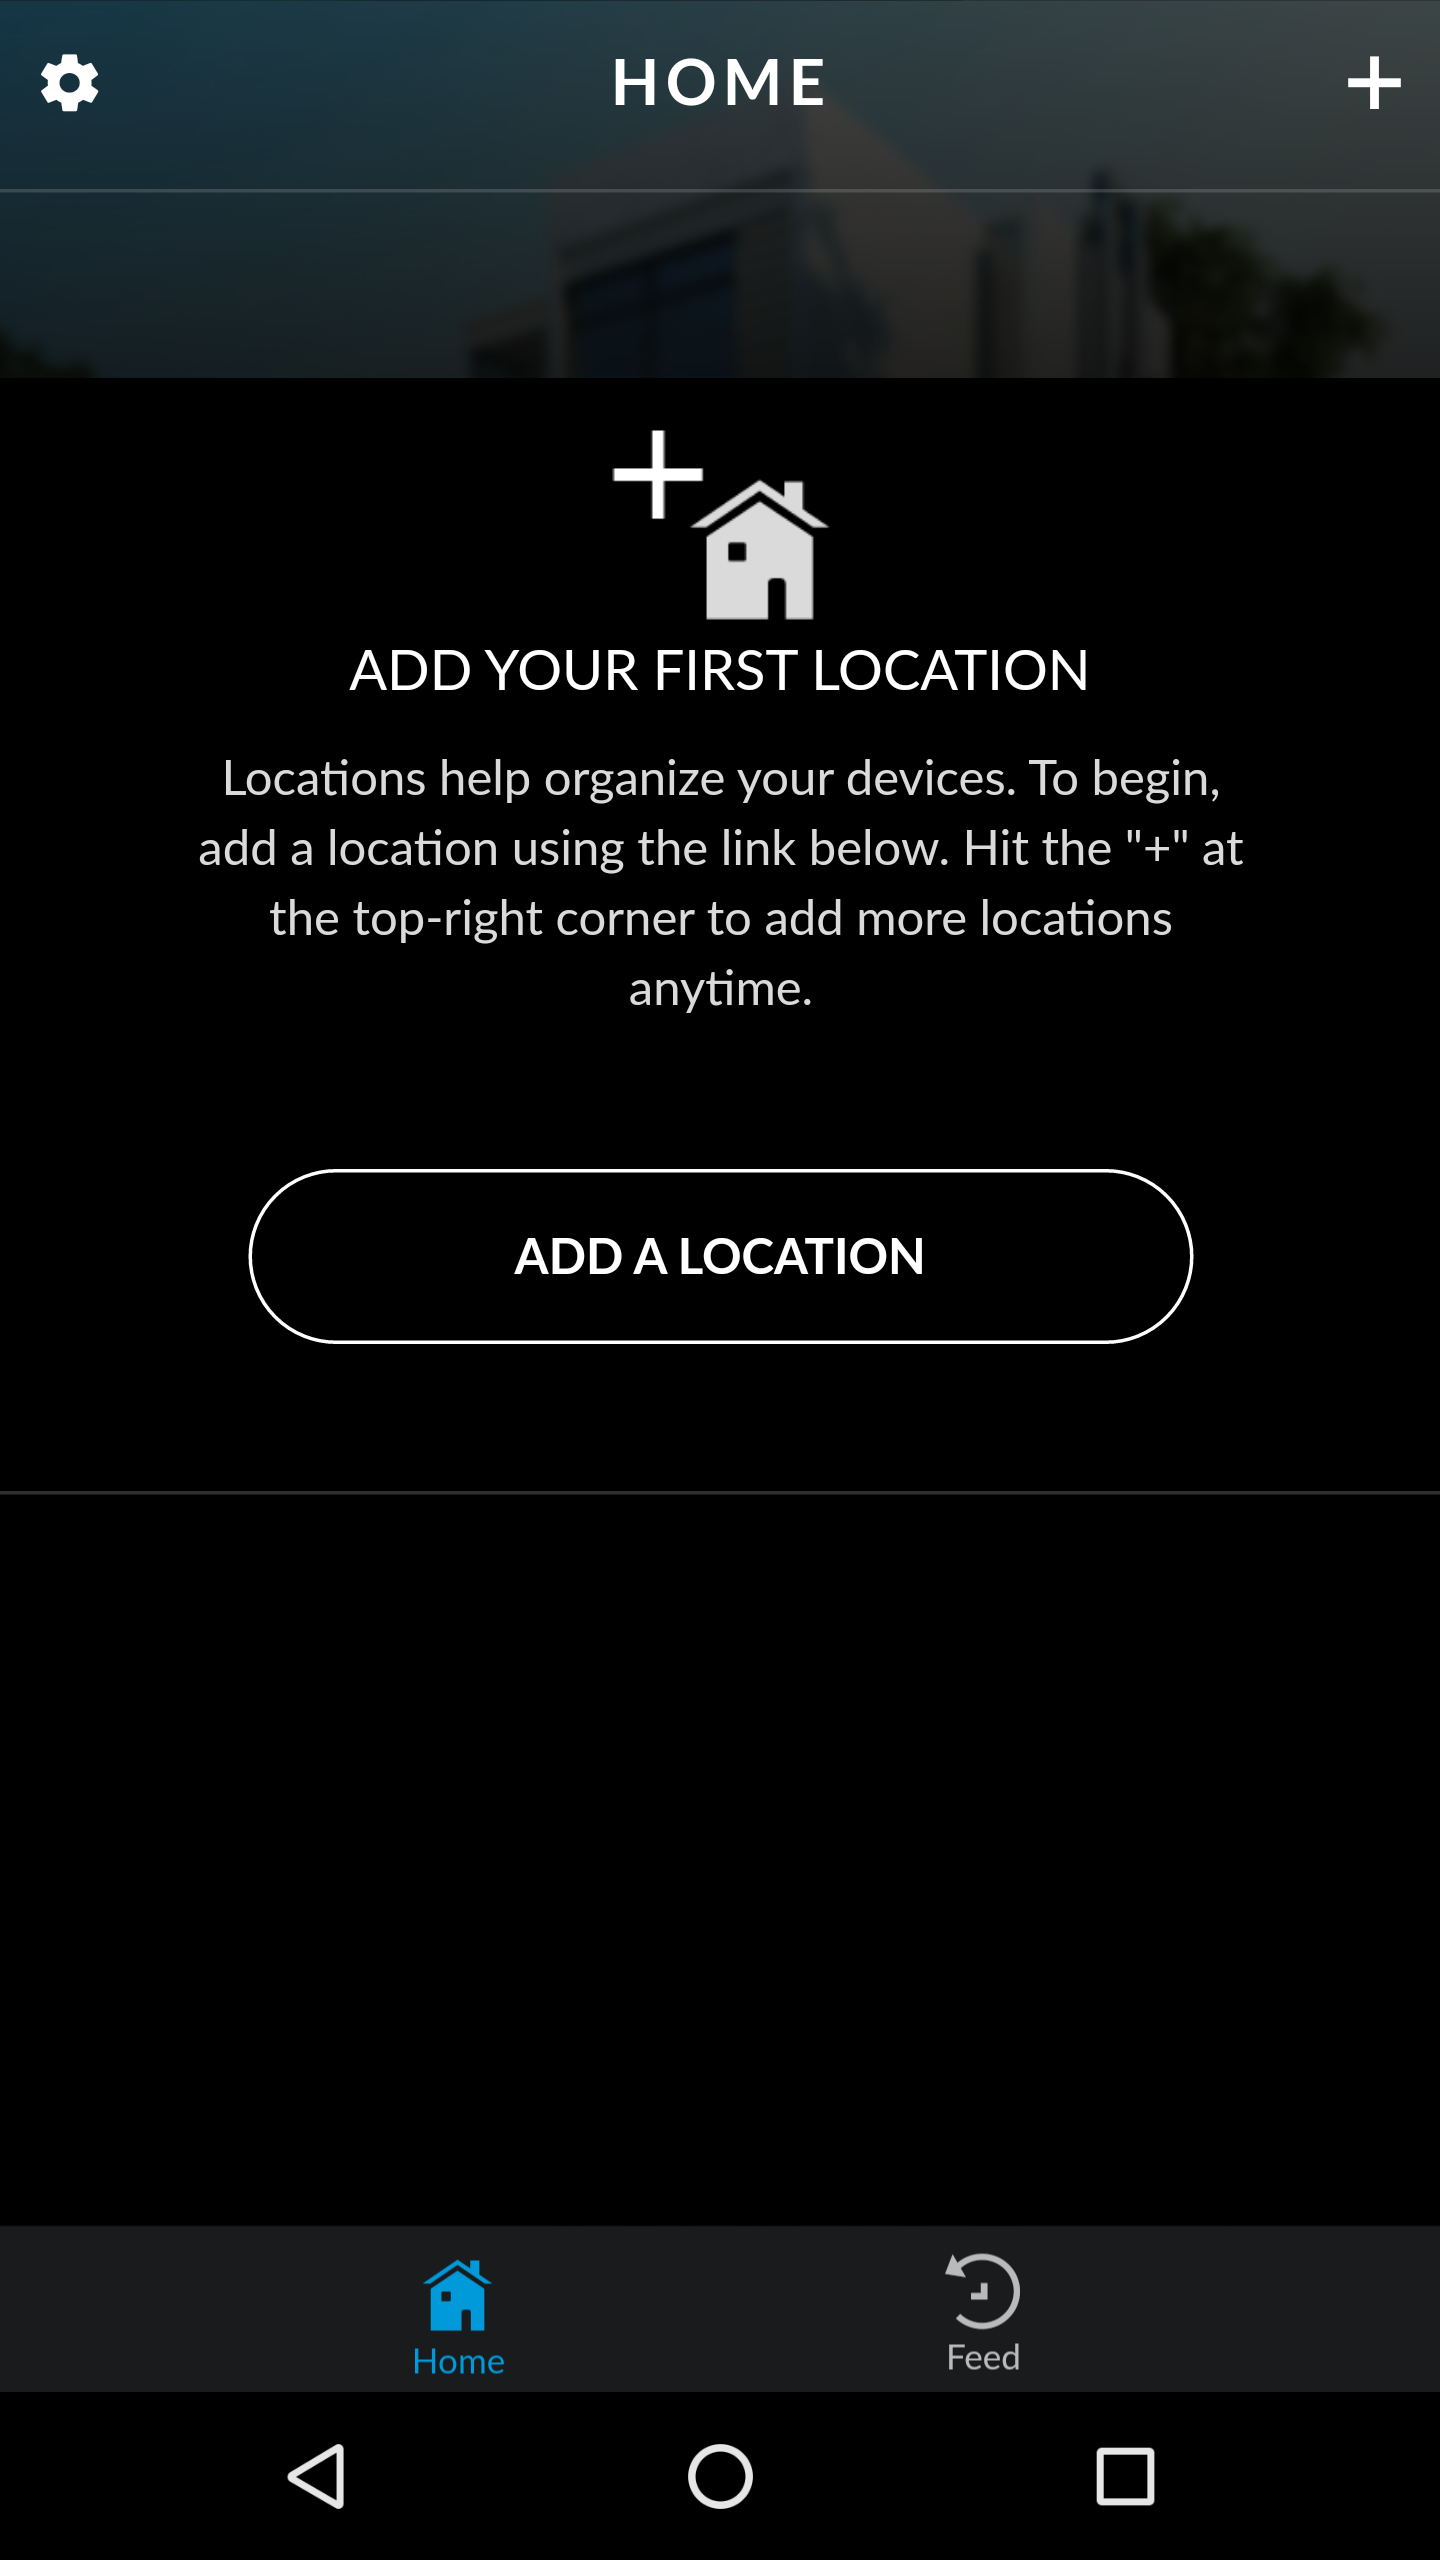 HOME
ADD YOUR FIRST LOCATION
Locations help organize your devices. To begin,
add a location using the link below. Hit the "+" at
the top-right corner to add more locations
anytime.
ADD A LOCATION
Home
Feed